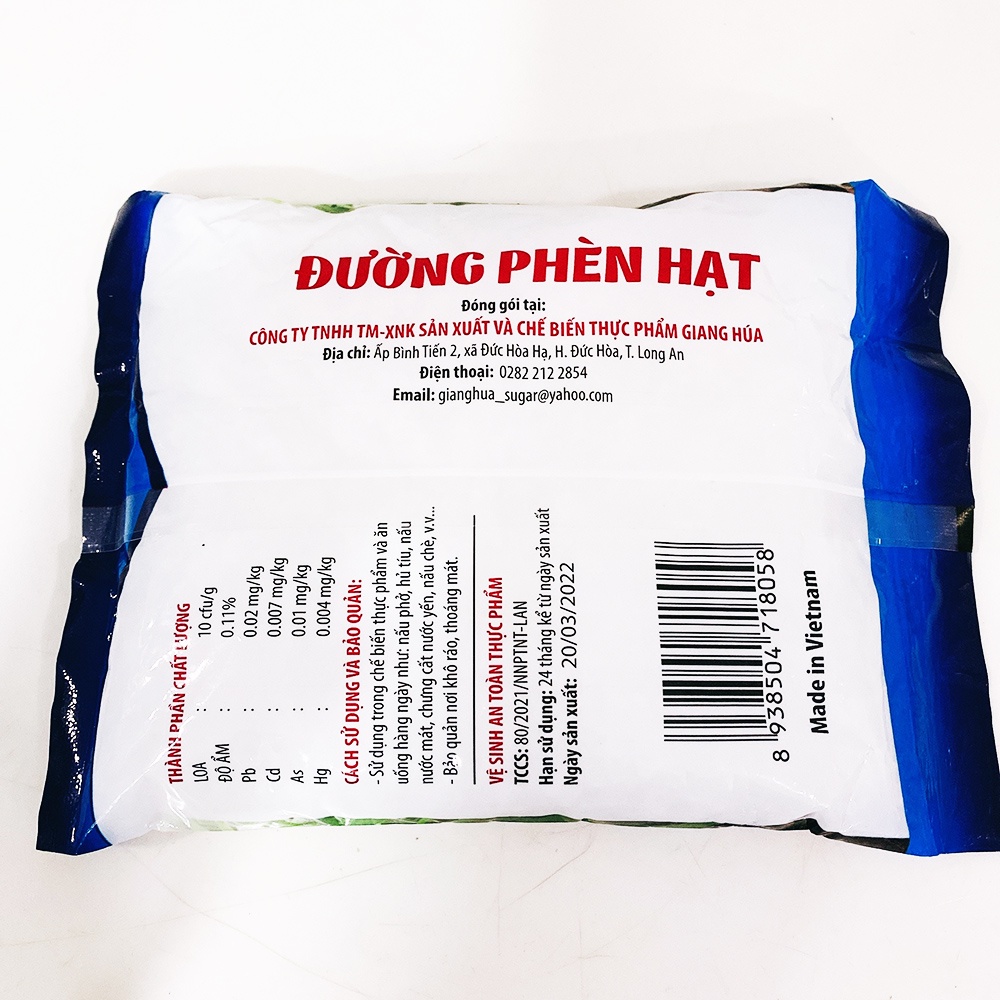 ĐƯỜNG PHÈN HẠT
Đóng gói tại:
CÔNG TY TNHH TM-XNK SẢN XUẤT VÀ CHẾ BIẾN THỰC PHẨM GIANG HÚA
Địa chỉ: Ấp Bình Tiến 2, xã Đức Hòa Hạ, H. Đức Hòa, T. Long An
Điện thoại: 0282 212 2854
Email: gianghua_sugar@yahoo.com
THÀNH PHẦN CHẤT LƯỢNG
LOA : 10 cfu/g
ĐỘ ẨM : 0.11%
Pb : 0.02 mg/kg
Cd : 0.007 mg/kg
As : 0.01 mg/kg
Hg : 0.004 mg/kg
CÁCH SỬ DỤNG VÀ BẢO QUẢN:
- Sử dụng trong chế biến thực phẩm và ăn
uống hàng ngày như: nấu phở, hủ tíu, nấu
nước mát, chưng cất nước yến, nấu chè, v.v...
- Bảo quản nơi khô ráo, thoáng mát.
VỆ SINH AN TOÀN THỰC PHẨM
TCCS: 80/2021/NNPTNT-LAN
Hạn sử dụng: 24 tháng kể từ ngày sản xuất
Ngày sản xuất: 20/03/2022
8 938504 718058
Made in Vietnam